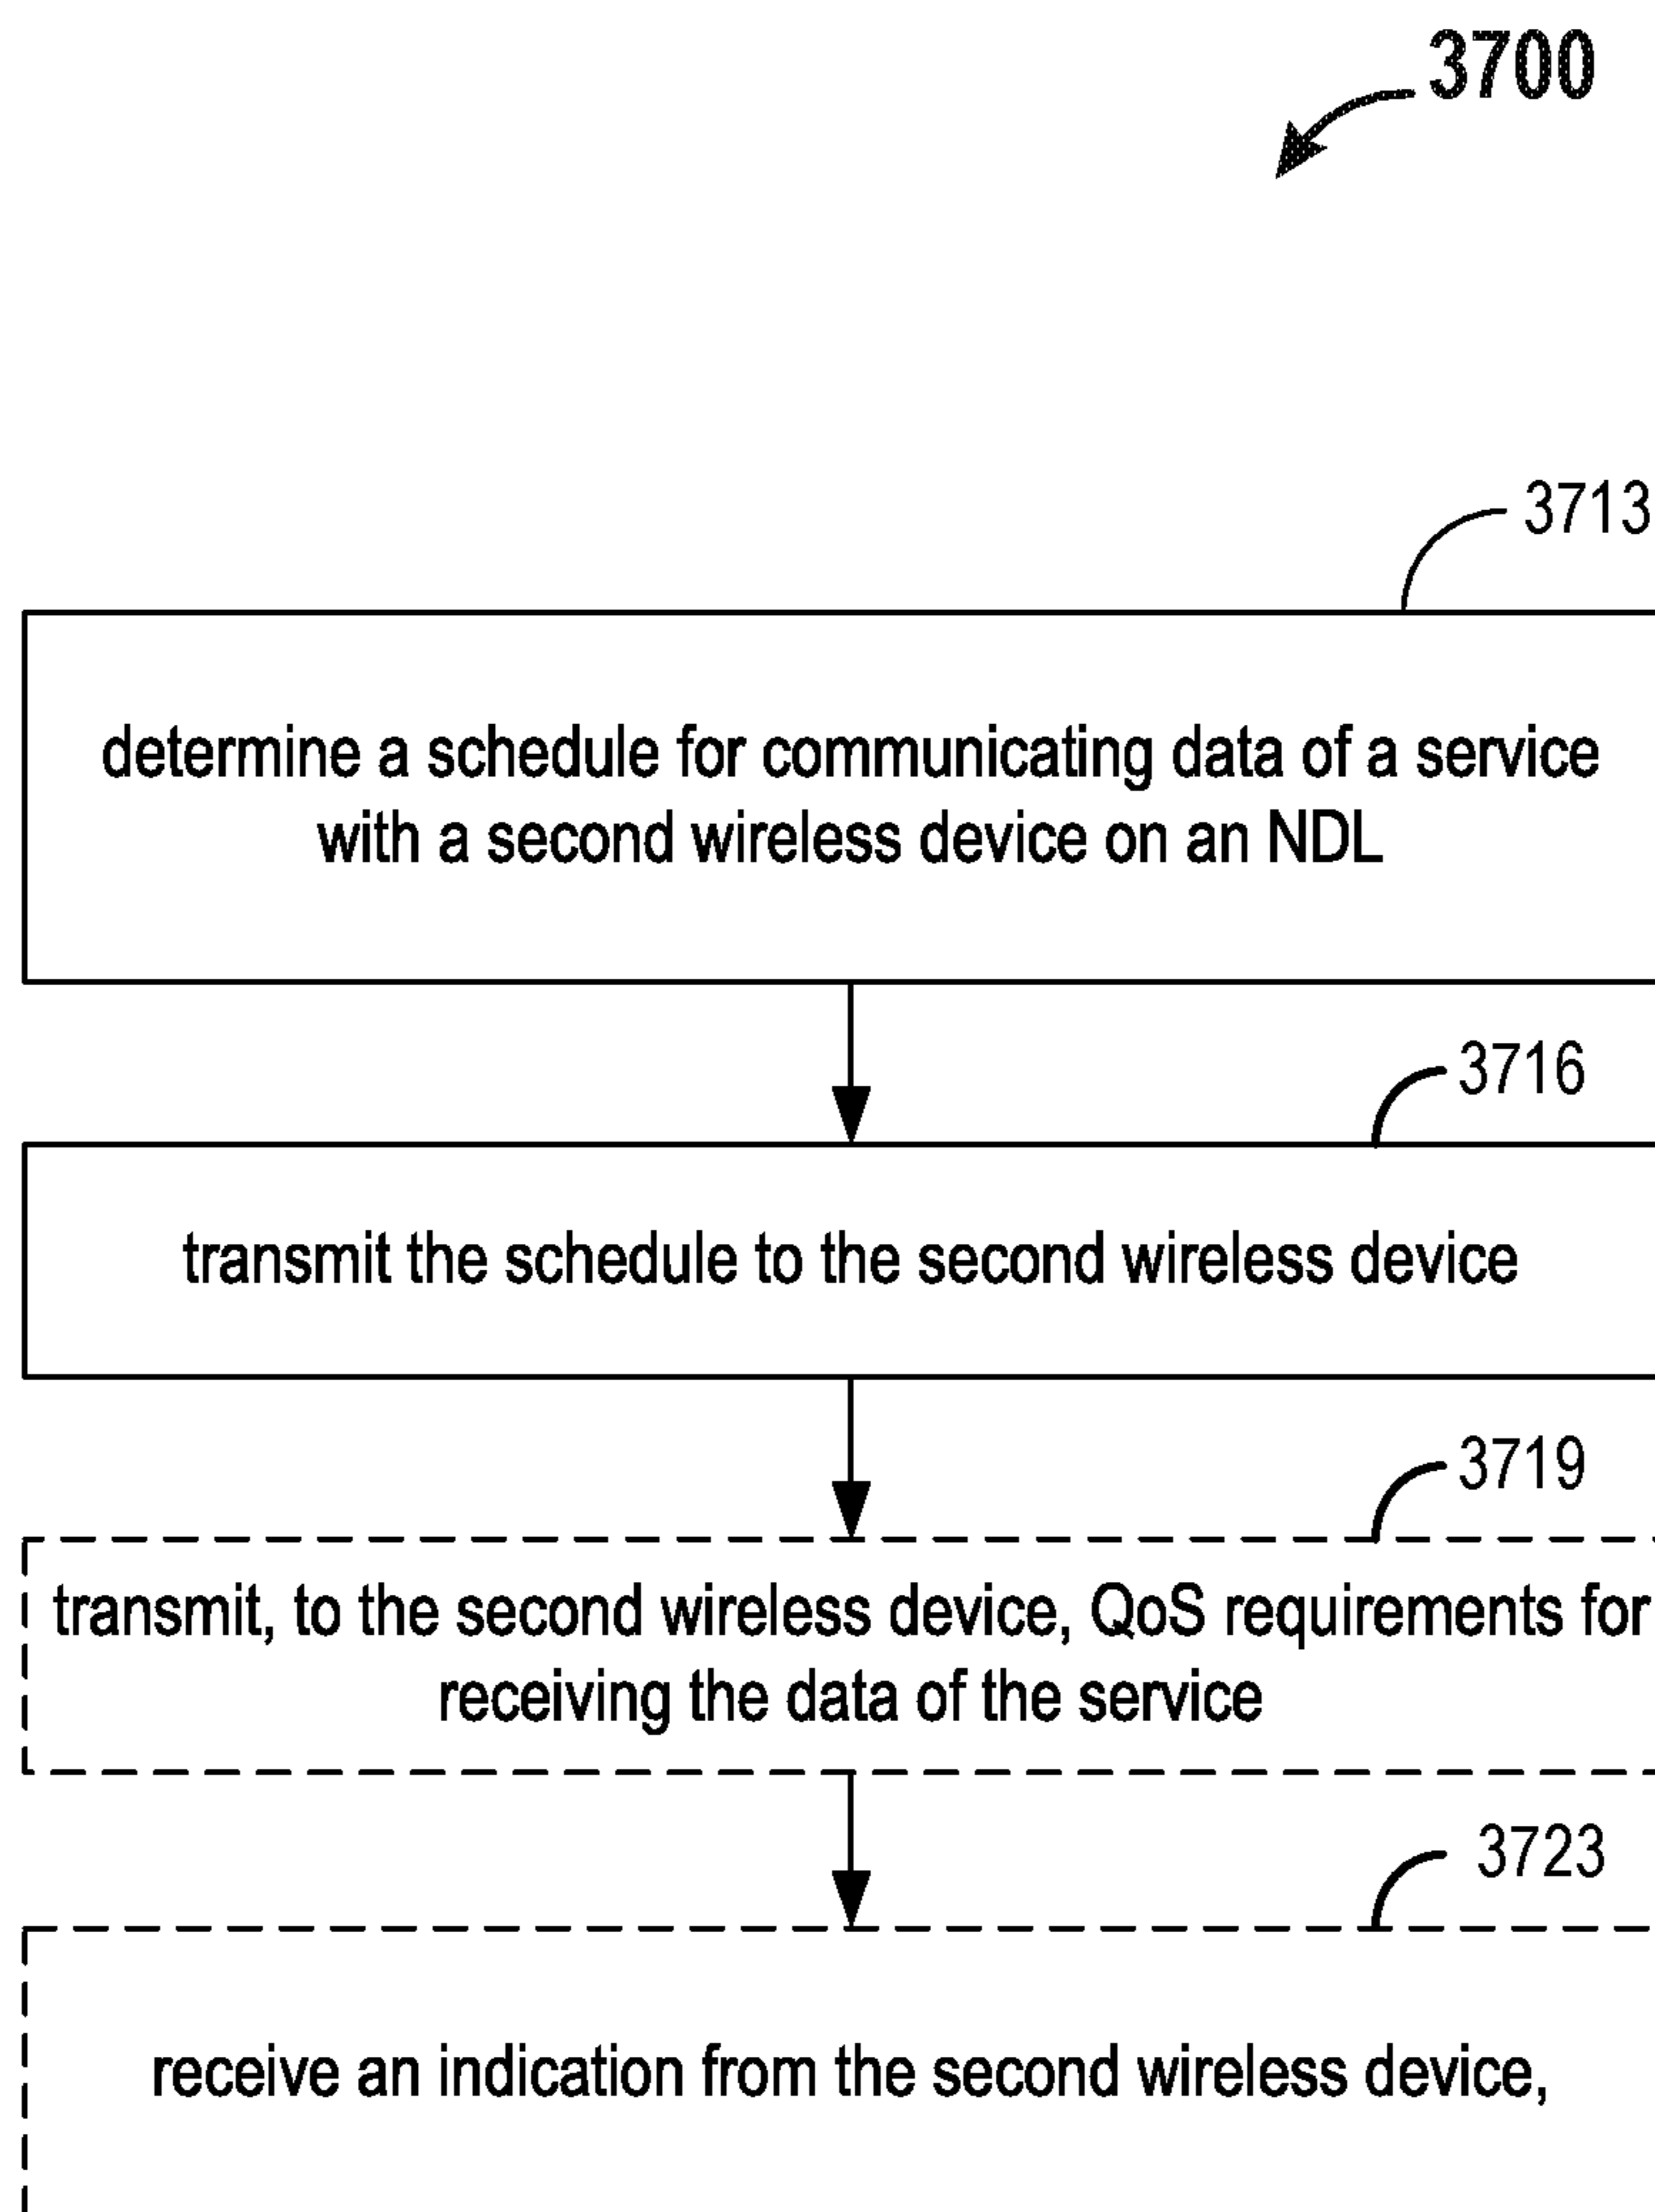 3700
3713
determine a schedule for communicating data of a service
with a second wireless device on an NDL
3716
transmit the schedule to the second wireless device
3719
transmit, to the second wireless device, QoS requirements for
receiving the data of the service
3723
receive an indication from the second wireless device,